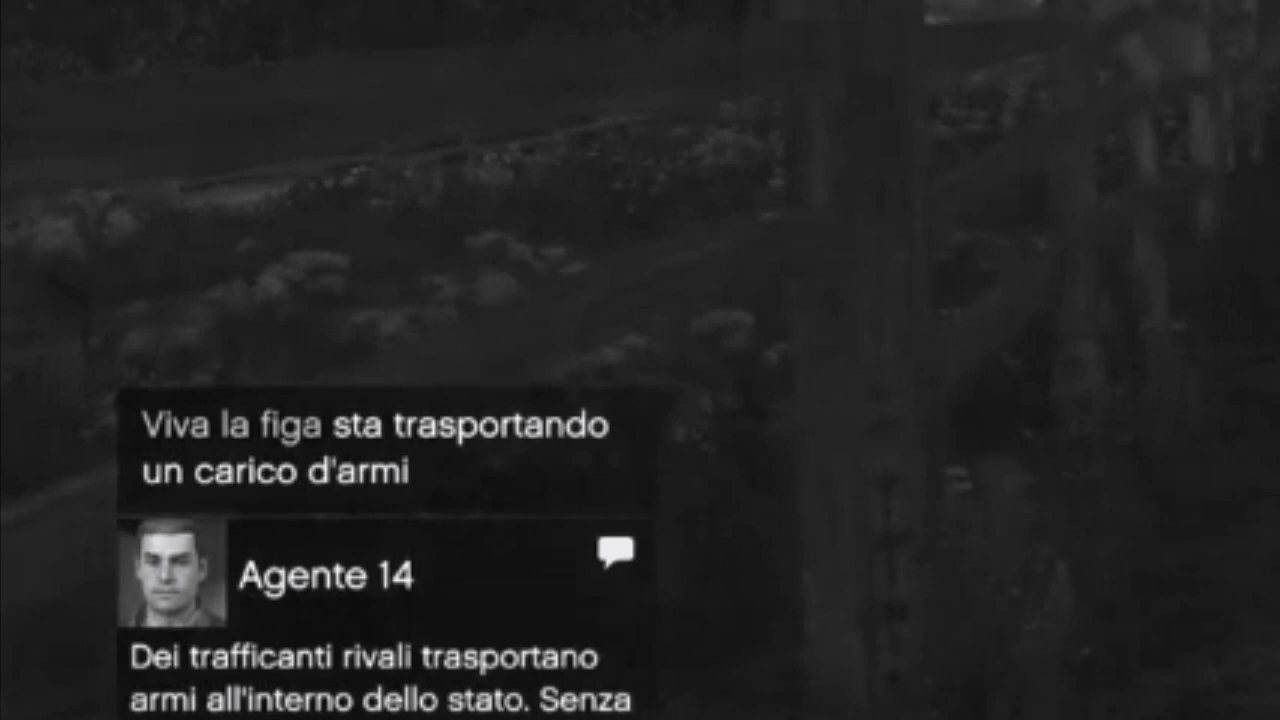 Viva la figa sta trasportando
un carico d'armi
Agente 14
Dei trafficanti rivali trasportano
armi all'interno dello stato. Senza